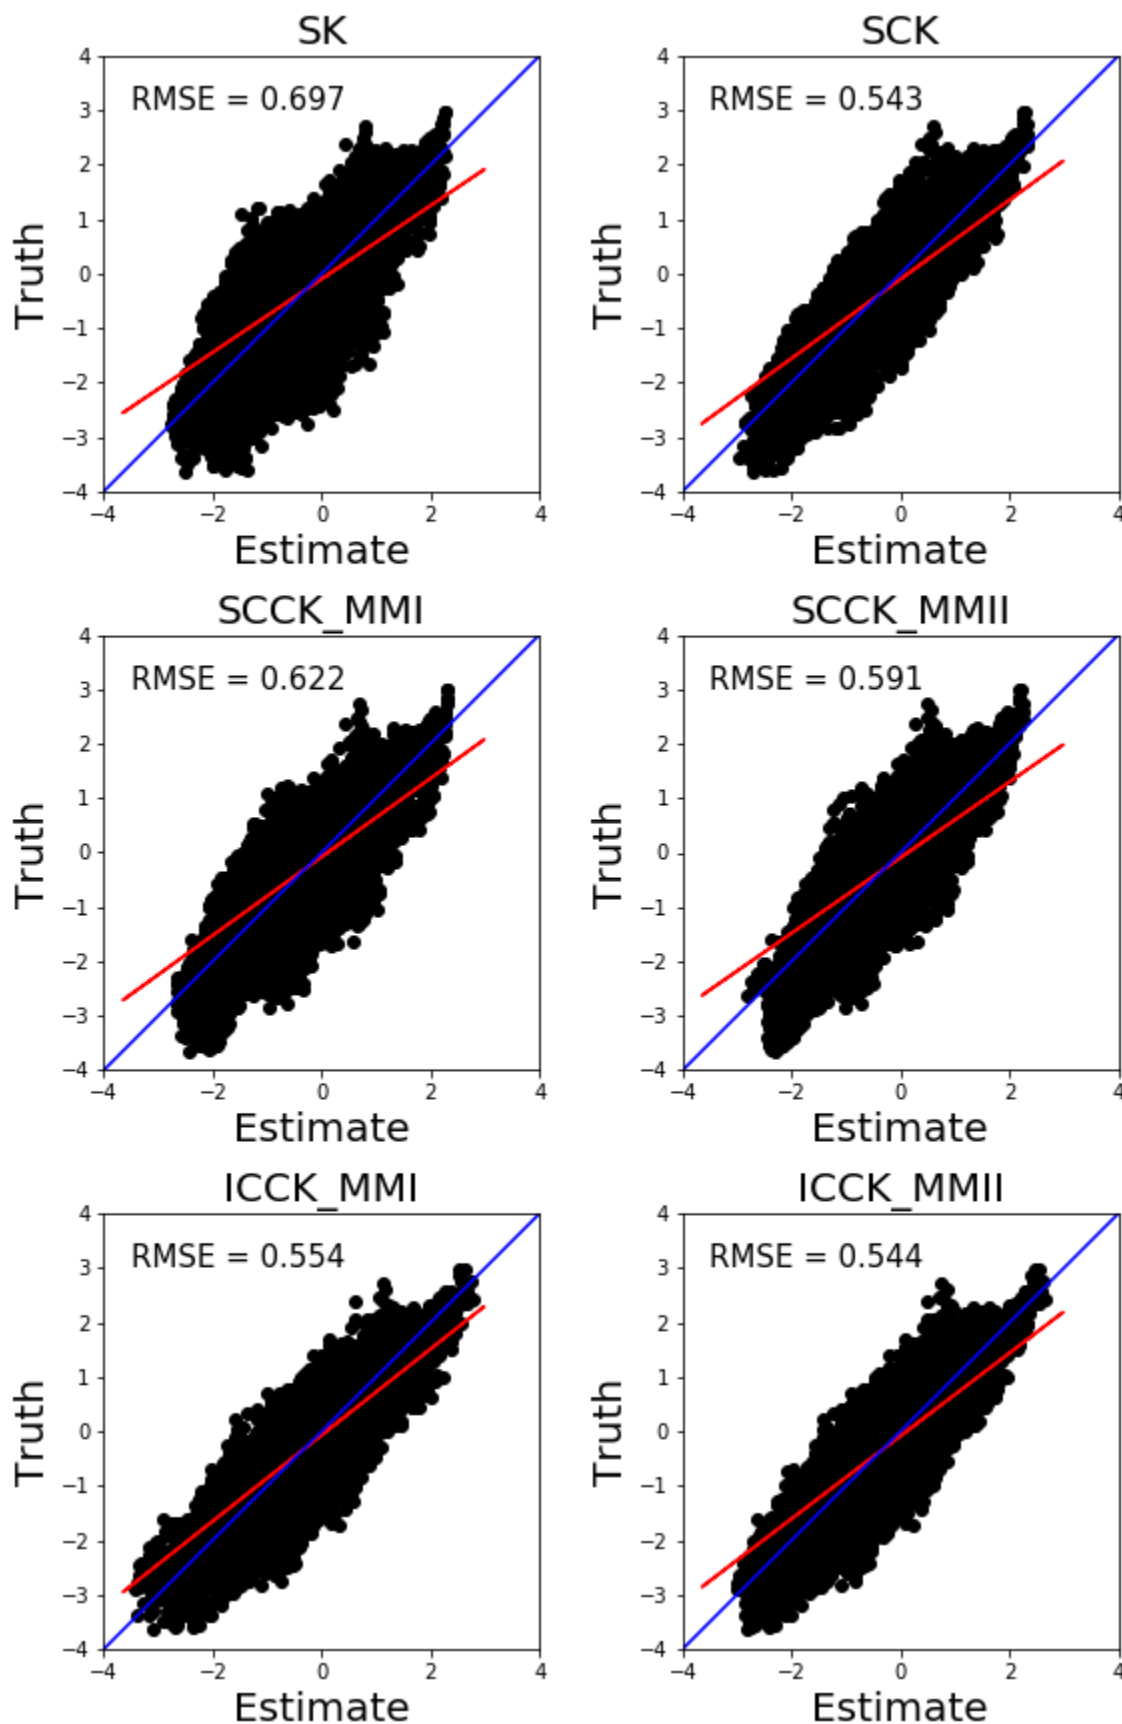 SK
RMSE = 0.697
4
3
2
1
0
−1
−2
−3
−4
Truth
−4 −2 0 2 4
Estimate
SCK
RMSE = 0.543
4
3
2
1
0
−1
−2
−3
−4
Truth
−4 −2 0 2 4
Estimate
SCCK_MMI
RMSE = 0.622
4
3
2
1
0
−1
−2
−3
−4
Truth
−4 −2 0 2 4
Estimate
SCCK_MMII
RMSE = 0.591
4
3
2
1
0
−1
−2
−3
−4
Truth
−4 −2 0 2 4
Estimate
ICCK_MMI
RMSE = 0.554
4
3
2
1
0
−1
−2
−3
−4
Truth
−4 −2 0 2 4
Estimate
ICCK_MMII
RMSE = 0.544
4
3
2
1
0
−1
−2
−3
−4
Truth
−4 −2 0 2 4
Estimate